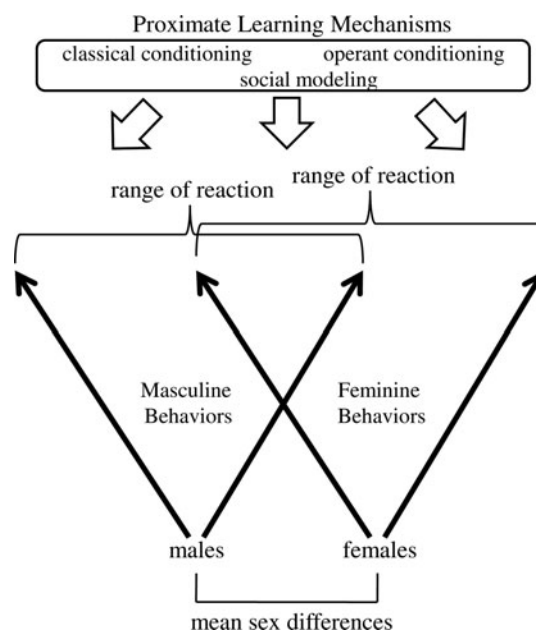 Proximate Learning Mechanisms
classical conditioning operant conditioning
social modeling
range of reaction
range of reaction
Masculine Behaviors
Feminine Behaviors
males females
mean sex differences